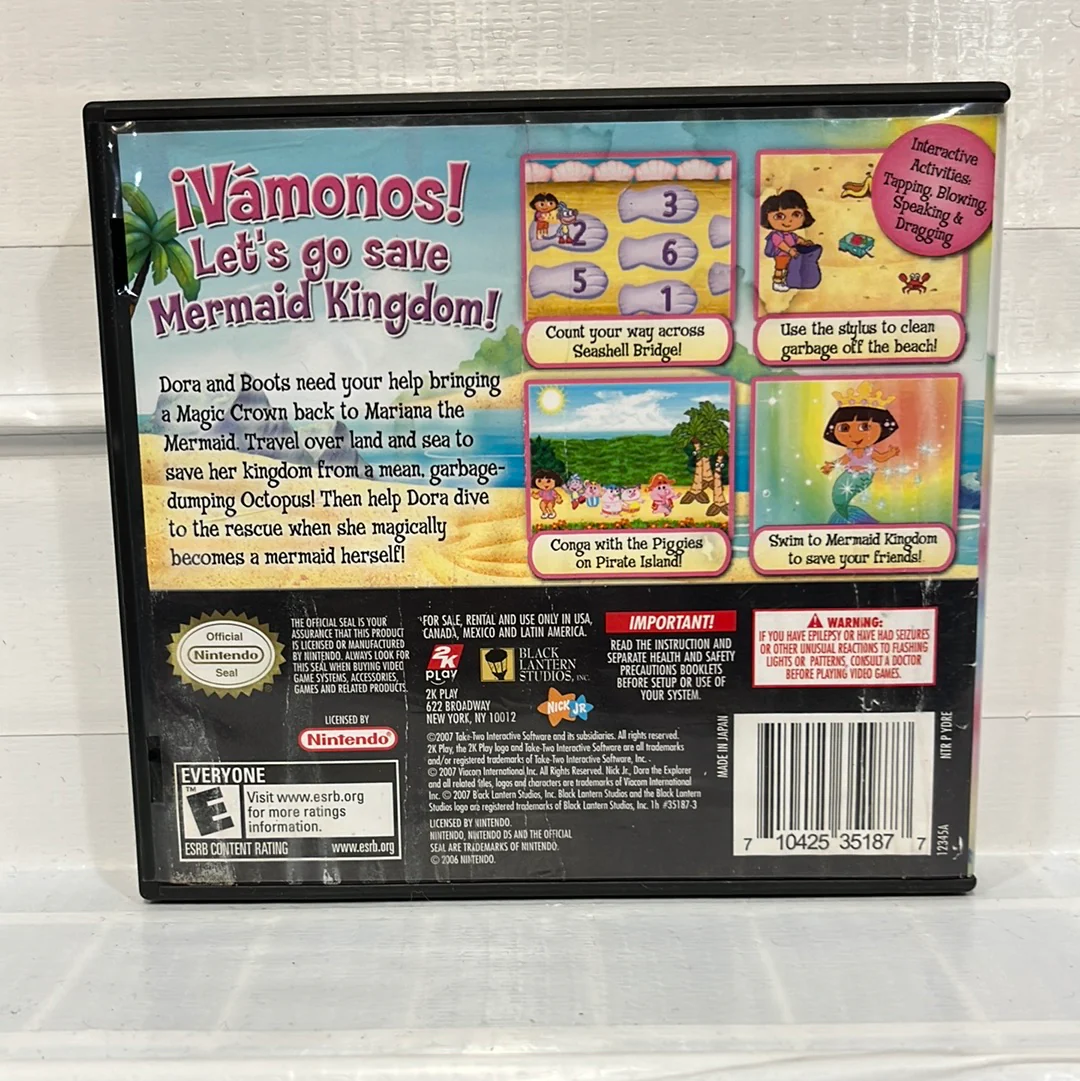 ¡Vámonos!
Let's go save
Mermaid Kingdom!
Dora and Boots need your help bringing
a Magic Crown back to Mariana the
Mermaid. Travel over land and sea to
save her kingdom from a mean, garbage-
dumping Octopus! Then help Dora dive
to the rescue when she magically
becomes a mermaid herself!
2
3
5
6
1
Count your way across
Seashell Bridge!
Interactive
Activities:
Tapping, Blowing,
Speaking &
Dragging
Use the stylus to clean
garbage off the beach!
Conga with the Piggies
on Pirate Island!
Swim to Mermaid Kingdom
to save your friends!
Official
Nintendo
Seal
THE OFFICIAL SEAL IS YOUR
ASSURANCE THAT THIS PRODUCT
IS LICENSED OR MANUFACTURED
BY NINTENDO. ALWAYS LOOK FOR
THIS SEAL WHEN BUYING VIDEO
GAME SYSTEMS, ACCESSORIES,
GAMES AND RELATED PRODUCTS.
LICENSED BY
Nintendo®
EVERYONE
TM
E
Visit www.esrb.org
for more ratings
information.
ESRB CONTENT RATING www.esrb.org
FOR SALE, RENTAL AND USE ONLY IN USA,
CANADA, MEXICO AND LATIN AMERICA.
2K
PLAY
BLACK
LANTERN
STUDIOS, INC.
2K PLAY
622 BROADWAY
NEW YORK, NY 10012
NICK JR
©2007 Take-Two Interactive Software and its subsidiaries. All rights reserved.
2K Play, the 2K Play logo and Take-Two Interactive Software are all trademarks
and/or registered trademarks of Take-Two Interactive Software, Inc.
© 2007 Viacom International Inc. All Rights Reserved. Nick Jr., Dora the Explorer
and all related titles, logos and characters are trademarks of Viacom International
Inc. © 2007 Black Lantern Studios, Inc. Black Lantern Studios and the Black Lantern
Studios logo are registered trademarks of Black Lantern Studios, Inc. 1h #35187-3
LICENSED BY NINTENDO.
NINTENDO, NINTENDO DS AND THE OFFICIAL
SEAL ARE TRADEMARKS OF NINTENDO.
© 2006 NINTENDO.
IMPORTANT!
READ THE INSTRUCTION AND
SEPARATE HEALTH AND SAFETY
PRECAUTIONS BOOKLETS
BEFORE SETUP OR USE OF
YOUR SYSTEM.
WARNING:
IF YOU HAVE EPILEPSY OR HAVE HAD SEIZURES
OR OTHER UNUSUAL REACTIONS TO FLASHING
LIGHTS OR PATTERNS, CONSULT A DOCTOR
BEFORE PLAYING VIDEO GAMES.
MADE IN JAPAN
7 10425 35187 7
NTR P YDRE
12345A